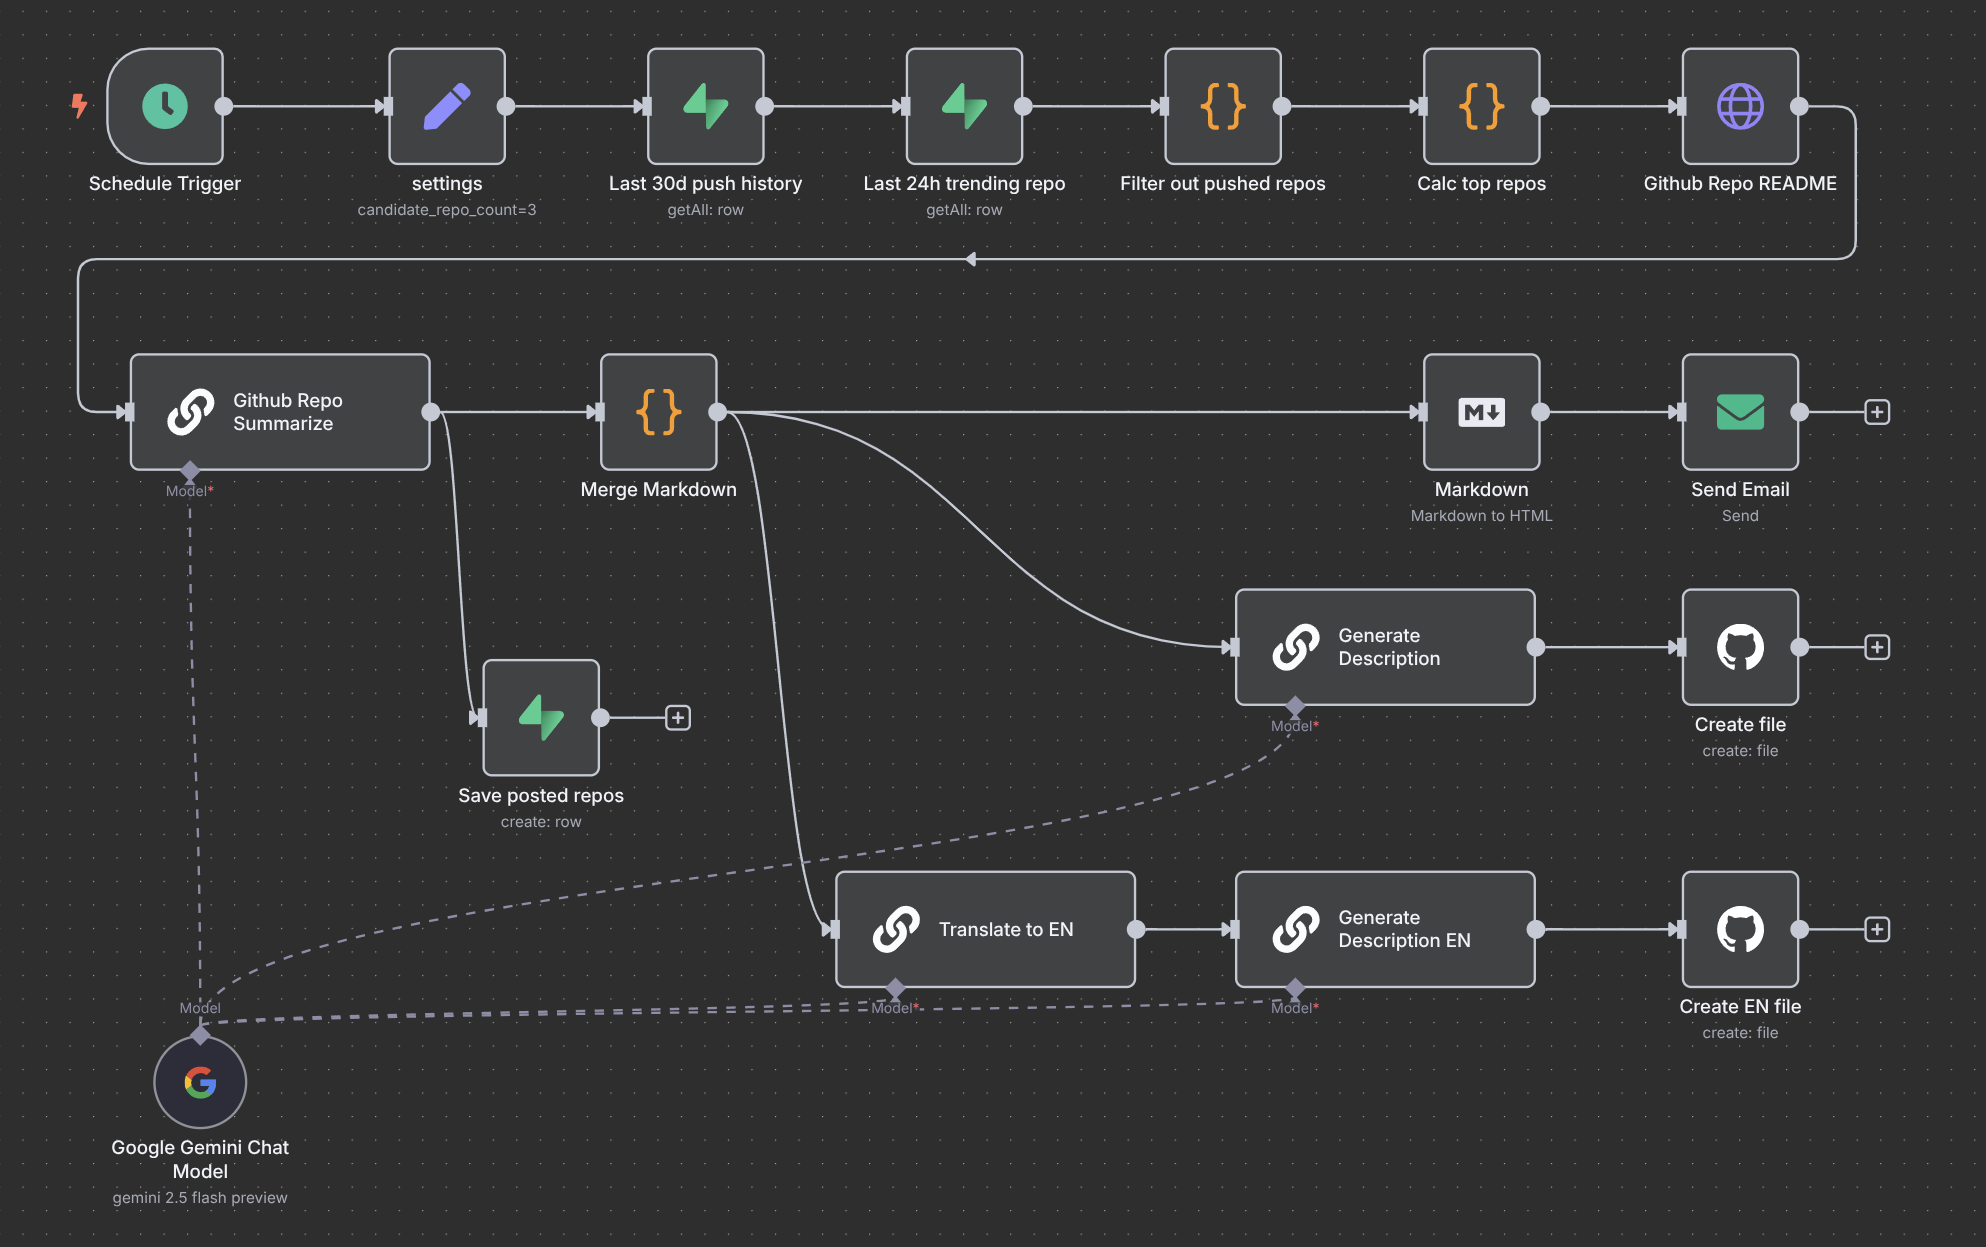 Schedule Trigger
settings
candidate_repo_count=3
Last 30d push history
getAll: row
Last 24h trending repo
getAll: row
Filter out pushed repos
Calc top repos
Github Repo README
Github Repo
Summarize
Model*
Merge Markdown
M
Markdown
Markdown to HTML
Send Email
Send
Generate
Description
Model*
Create file
create: file
Save posted repos
create: row
Translate to EN
Model*
Generate
Description EN
Model*
Create EN file
create: file
Model
G
Google Gemini Chat
Model
gemini 2.5 flash preview